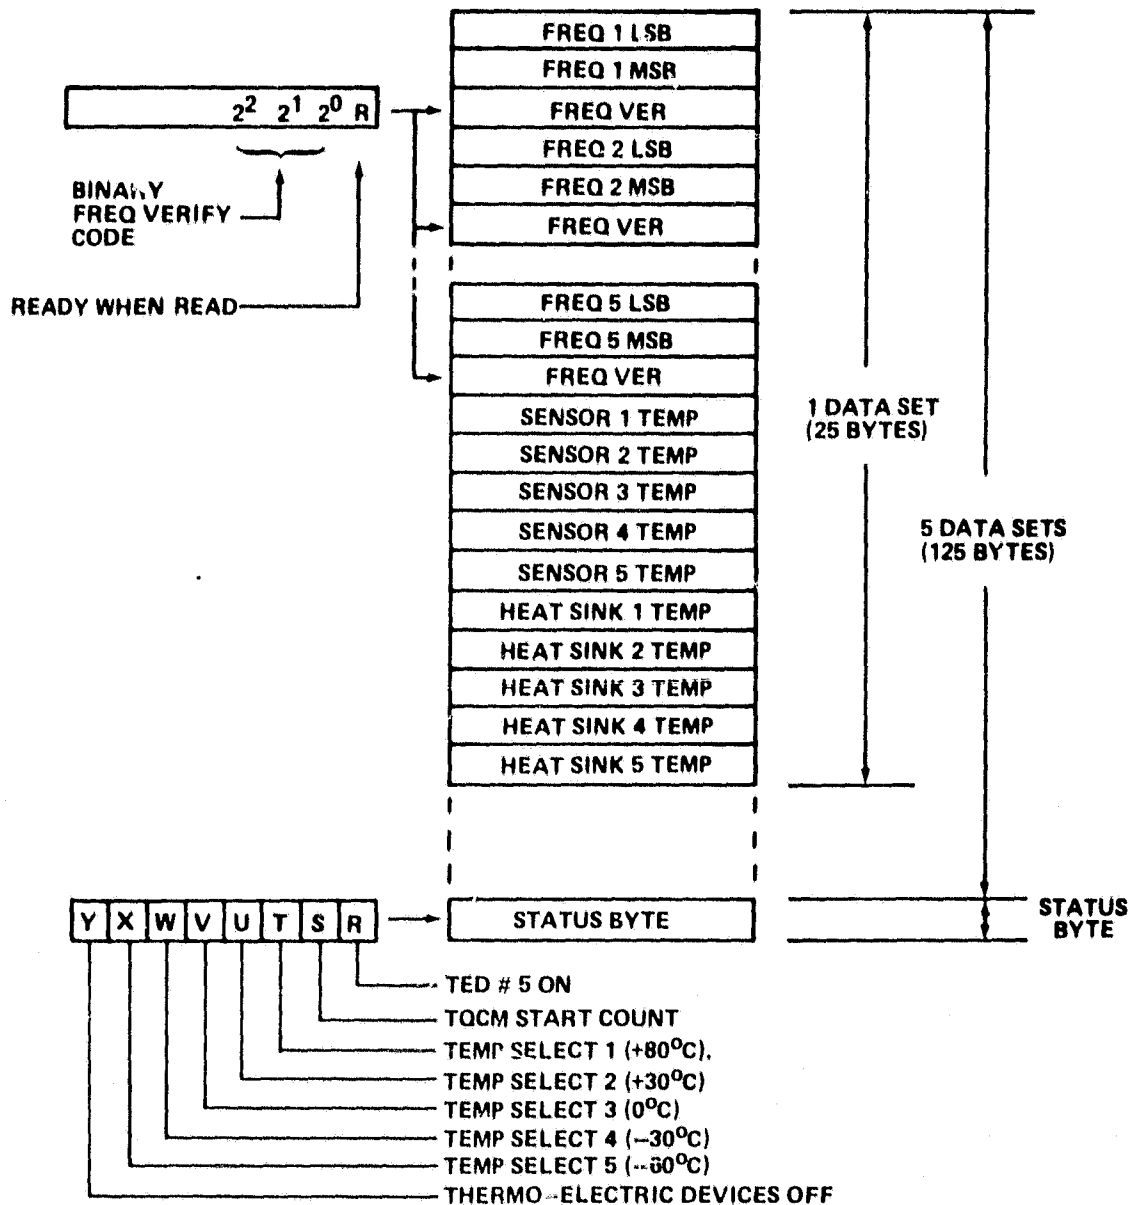 FREQ 1 LSB
FREQ 1 MSR
2² 2¹ 2⁰ R
FREQ VER
FREQ 2 LSB
FREQ 2 MSB
FREQ VER
BINARY
FREQ VERIFY
CODE
READY WHEN READ
FREQ 5 LSB
FREQ 5 MSB
FREQ VER
SENSOR 1 TEMP
SENSOR 2 TEMP
SENSOR 3 TEMP
SENSOR 4 TEMP
SENSOR 5 TEMP
HEAT SINK 1 TEMP
HEAT SINK 2 TEMP
HEAT SINK 3 TEMP
HEAT SINK 4 TEMP
HEAT SINK 5 TEMP
1 DATA SET
(25 BYTES)
5 DATA SETS
(125 BYTES)
Y X W V U T S R
STATUS BYTE
STATUS
BYTE
TED # 5 ON
TQCM START COUNT
TEMP SELECT 1 (+80°C).
TEMP SELECT 2 (+30°C)
TEMP SELECT 3 (0°C)
TEMP SELECT 4 (–30°C)
TEMP SELECT 5 (–60°C)
THERMO-ELECTRIC DEVICES OFF